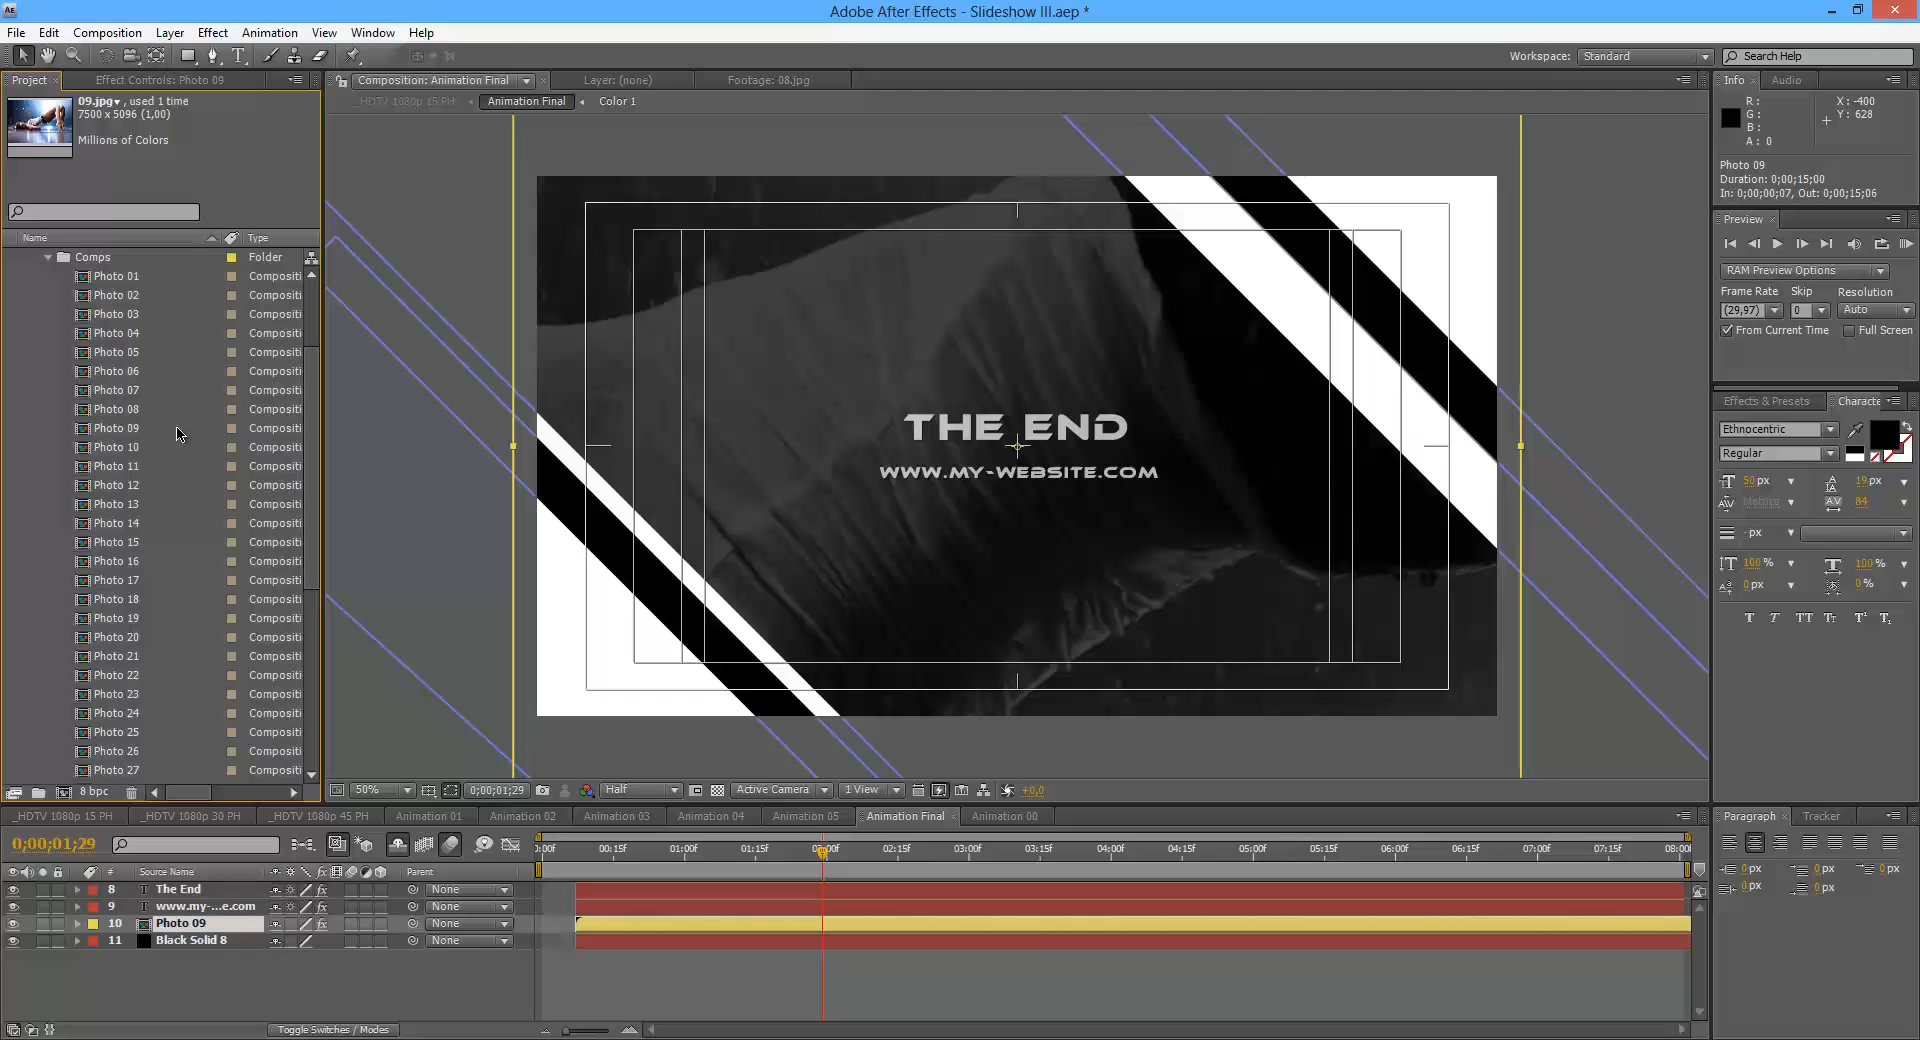 Adobe After Effects - Slideshow III.aep *
File Edit Composition Layer Effect Animation View Window Help
Workspace: Standard Search Help
Project Effect Controls: Photo 09
09.jpg , used 1 time
7500 x 5096 (1,00)
Millions of Colors
Name Type
Comps Folder
Photo 01 Compositi
Photo 02 Compositi
Photo 03 Compositi
Photo 04 Compositi
Photo 05 Compositi
Photo 06 Compositi
Photo 07 Compositi
Photo 08 Compositi
Photo 09 Compositi
Photo 10 Compositi
Photo 11 Compositi
Photo 12 Compositi
Photo 13 Compositi
Photo 14 Compositi
Photo 15 Compositi
Photo 16 Compositi
Photo 17 Compositi
Photo 18 Compositi
Photo 19 Compositi
Photo 20 Compositi
Photo 21 Compositi
Photo 22 Compositi
Photo 23 Compositi
Photo 24 Compositi
Photo 25 Compositi
Photo 26 Compositi
Photo 27 Compositi
8 bpc
Composition: Animation Final Layer: (none) Footage: 08.jpg
_HDTV 1080p 15 PH Animation Final Color 1
THE END
WWW.MY-WEBSITE.COM
50% 0;00;01;29 Half Active Camera 1 View +0,0
Info Audio
R : X : -400
G : Y : 628
B :
A : 0
Photo 09
Duration: 0;00;15;00
In: 0;00;00;07, Out: 0;00;15;06
Preview
RAM Preview Options
Frame Rate Skip Resolution
(29,97) 0 Auto
From Current Time Full Screen
Effects & Presets Characte
Ethnocentric
Regular
50 px 19 px
Metrics 84
- px
100 % 100 %
0 px 0 %
T T TT Tt T¹ T₁
_HDTV 1080p 15 PH _HDTV 1080p 30 PH _HDTV 1080p 45 PH Animation 01 Animation 02 Animation 03 Animation 04 Animation 05 Animation Final Animation 00
0;00;01;29
00:00f 00:15f 01:00f 01:15f 02:15f 03:00f 03:15f 04:00f 04:15f 05:00f 05:15f 06:00f 06:15f 07:00f 07:15f 08:00f
# Source Name Parent
8 The End None
9 www.my-...e.com None
10 Photo 09 None
11 Black Solid 8 None
Toggle Switches / Modes
Paragraph Tracker
0 px 0 px 0 px
0 px 0 px